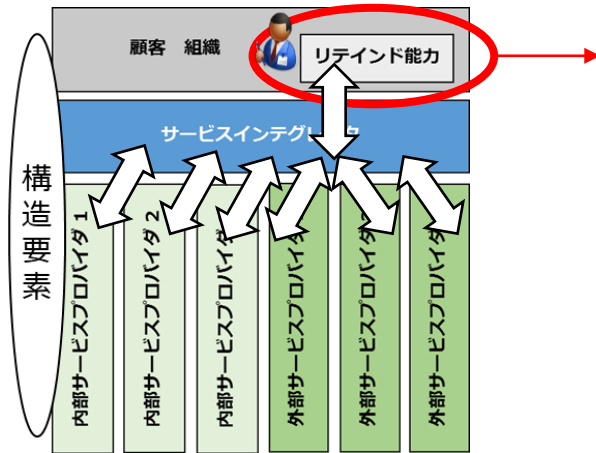 顧客 組織
リテインド能力
サービスインテグレータ
構造要素
内部サービスプロバイダ 1
内部サービスプロバイダ 2
内部サービスプロバイダ
外部サービスプロバイダ
外部サービスプロバイダ
外部サービスプロバイダ